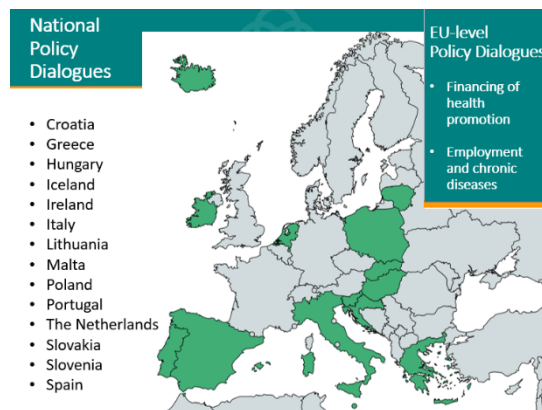 National
Policy
Dialogues
• Croatia
• Greece
• Hungary
• Iceland
• Ireland
• Italy
• Lithuania
• Malta
• Poland
• Portugal
• The Netherlands
• Slovakia
• Slovenia
• Spain
EU-level
Policy Dialogues
• Financing of
health
promotion
• Employment
and chronic
diseases